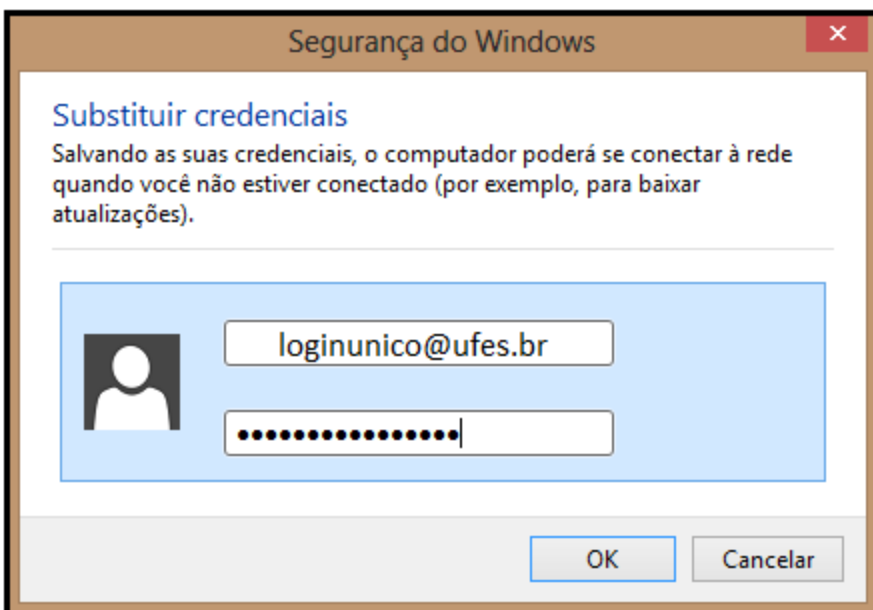 Segurança do Windows
Substituir credenciais
Salvando as suas credenciais, o computador poderá se conectar à rede
quando você não estiver conectado (por exemplo, para baixar
atualizações).
loginunico@ufes.br
••••••••••••••••
OK
Cancelar